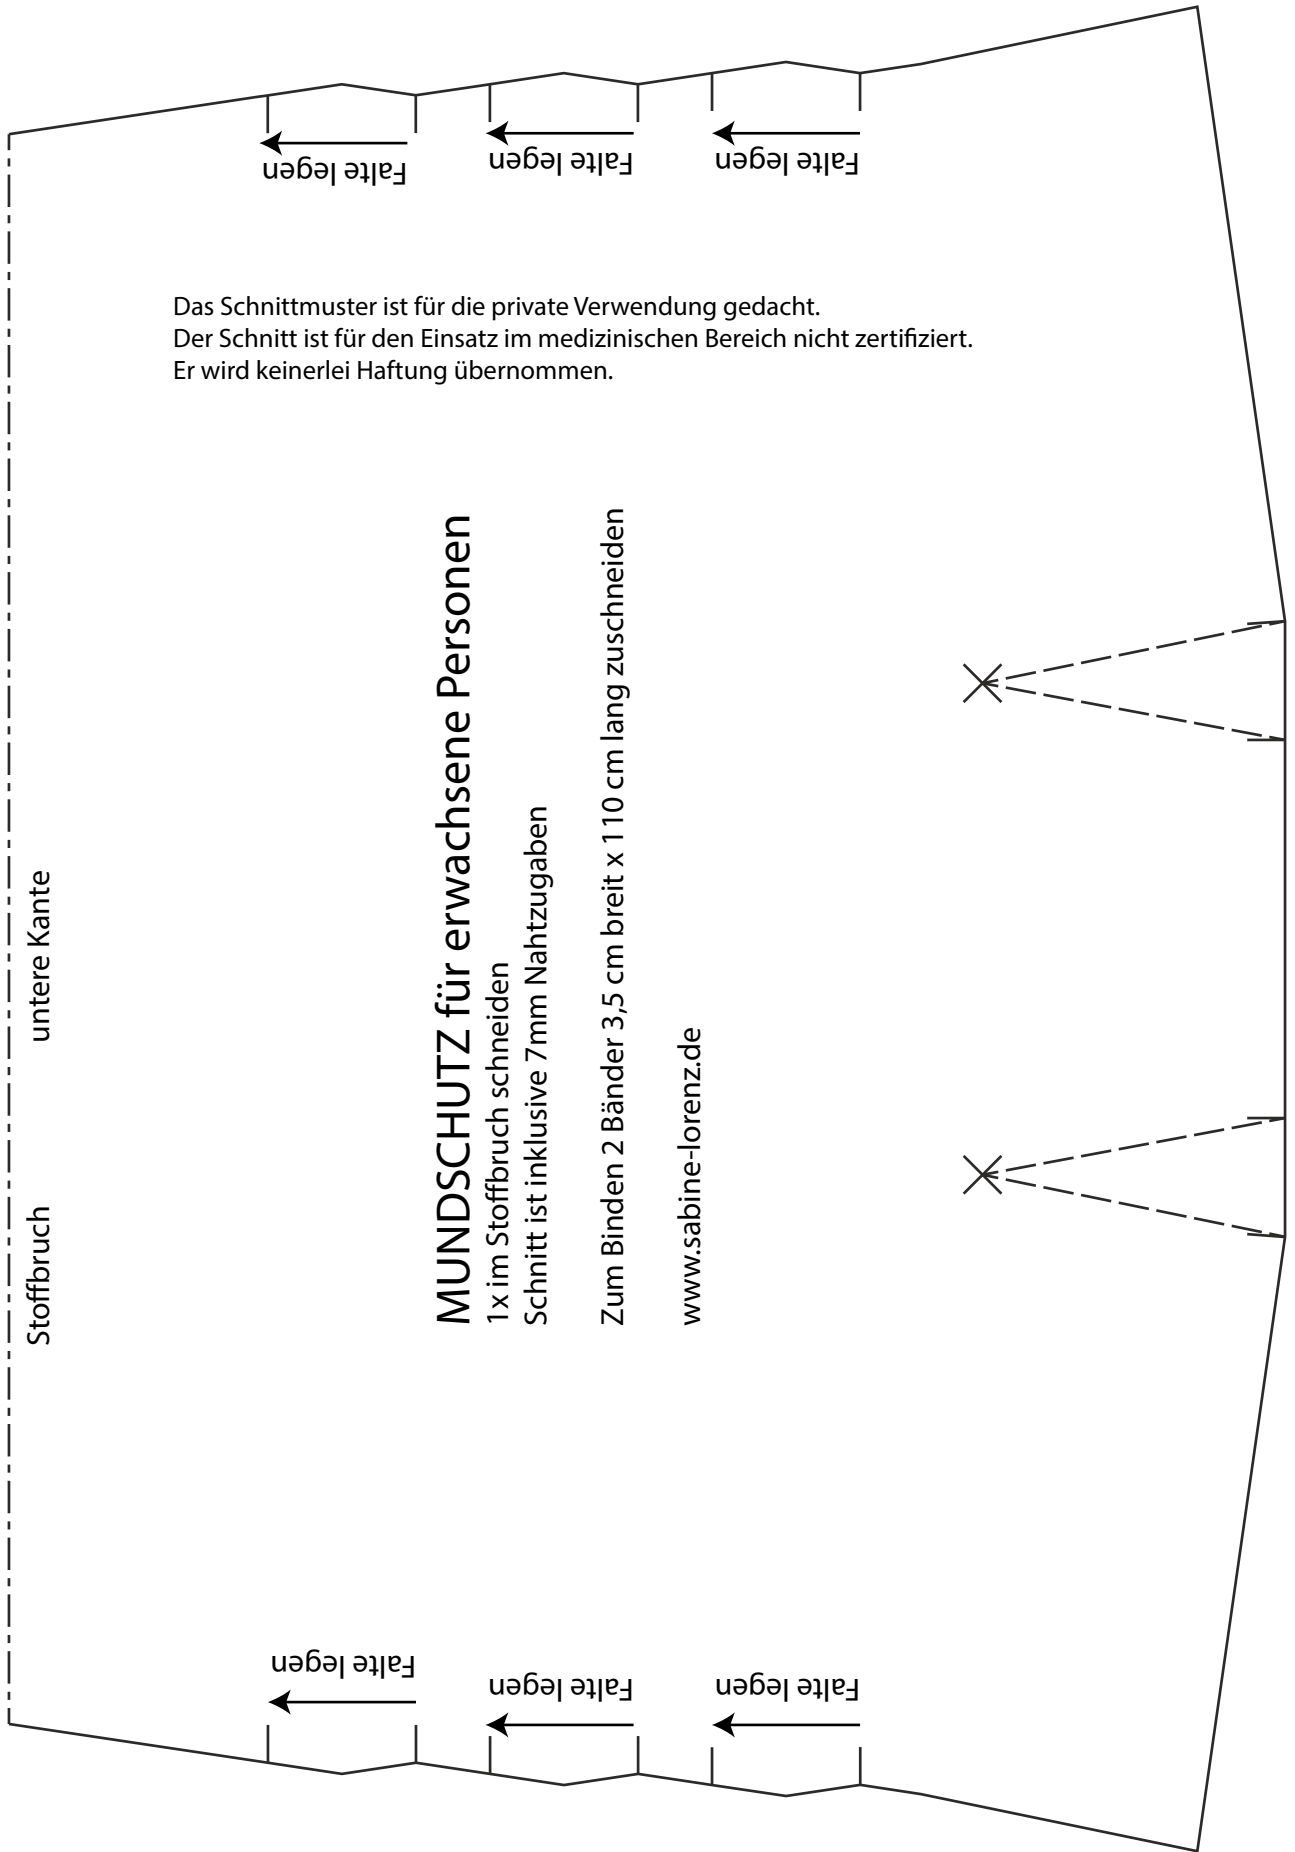 Falte legen
Falte legen
Falte legen
Das Schnittmuster ist für die private Verwendung gedacht.
Der Schnitt ist für den Einsatz im medizinischen Bereich nicht zertifiziert.
Er wird keinerlei Haftung übernommen.
Stoffbruch
untere Kante
MUNDSCHUTZ für erwachsene Personen
1x im Stoffbruch schneiden
Schnitt ist inklusive 7mm Nahtzugaben
Zum Binden 2 Bänder 3,5 cm breit x 110 cm lang zuschneiden
www.sabine-lorenz.de
Falte legen
Falte legen
Falte legen